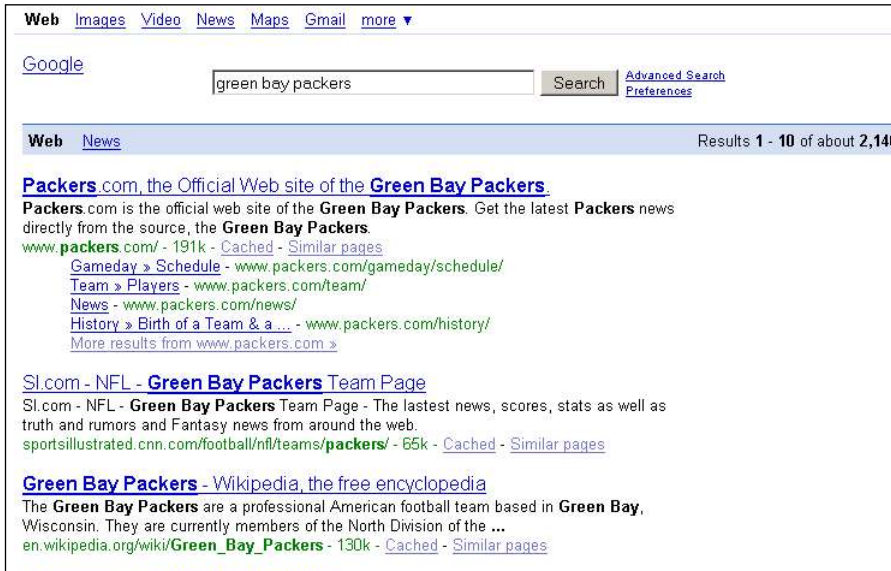 Web Images Video News Maps Gmail more ▼
Google
green bay packers Search Advanced Search
Preferences
Web News Results 1 - 10 of about 2,140
Packers.com, the Official Web site of the Green Bay Packers.
Packers.com is the official web site of the Green Bay Packers. Get the latest Packers news
directly from the source, the Green Bay Packers.
www.packers.com/ - 191k - Cached - Similar pages
Gameday » Schedule - www.packers.com/gameday/schedule/
Team » Players - www.packers.com/team/
News - www.packers.com/news/
History » Birth of a Team & a ... - www.packers.com/history/
More results from www.packers.com »
SI.com - NFL - Green Bay Packers Team Page
SI.com - NFL - Green Bay Packers Team Page - The lastest news, scores, stats as well as
truth and rumors and Fantasy news from around the web.
sportsillustrated.cnn.com/football/nfl/teams/packers/ - 65k - Cached - Similar pages
Green Bay Packers - Wikipedia, the free encyclopedia
The Green Bay Packers are a professional American football team based in Green Bay,
Wisconsin. They are currently members of the North Division of the ...
en.wikipedia.org/wiki/Green_Bay_Packers - 130k - Cached - Similar pages